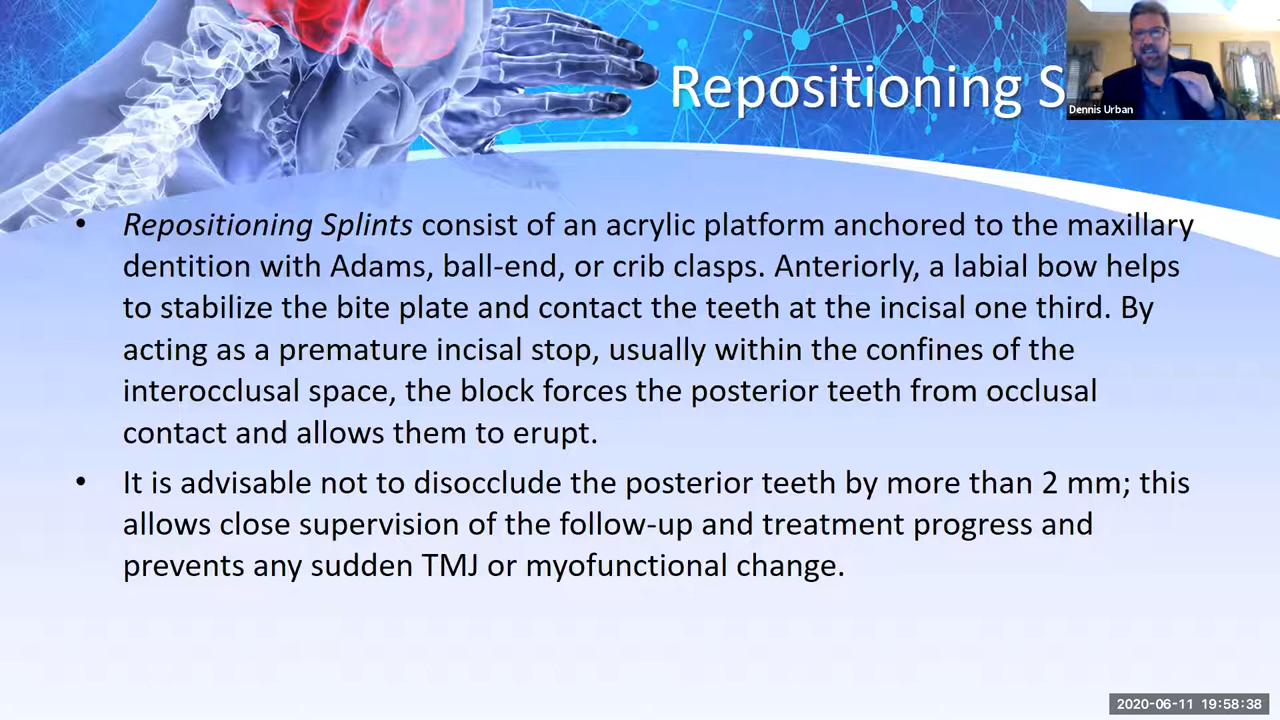 Repositioning S
Dennis Urban
• Repositioning Splints consist of an acrylic platform anchored to the maxillary
dentition with Adams, ball-end, or crib clasps. Anteriorly, a labial bow helps
to stabilize the bite plate and contact the teeth at the incisal one third. By
acting as a premature incisal stop, usually within the confines of the
interocclusal space, the block forces the posterior teeth from occlusal
contact and allows them to erupt.
• It is advisable not to disocclude the posterior teeth by more than 2 mm; this
allows close supervision of the follow-up and treatment progress and
prevents any sudden TMJ or myofunctional change.
2020-06-11 19:58:38